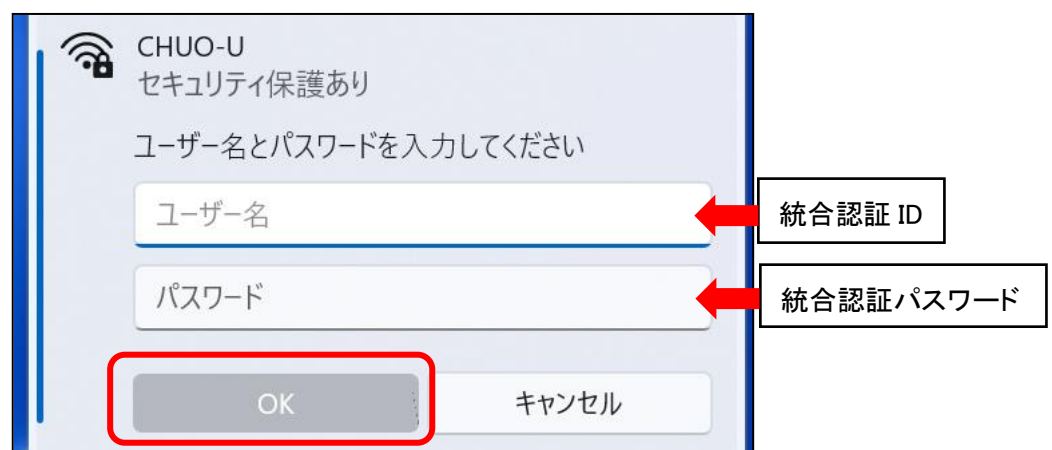 CHUO-U
セキュリティ保護あり
ユーザー名とパスワードを入力してください
ユーザー名
統合認証 ID
パスワード
統合認証パスワード
OK
キャンセル